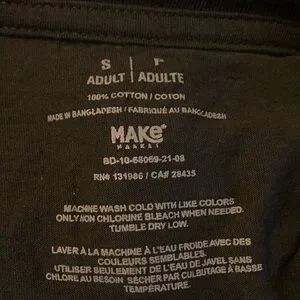 S | P
ADULT | ADULTE
100% COTTON / COTON
MADE IN BANGLADESH / FABRIQUÉ AU BANGLADESH
MAKE
MARKET
BD-10-68069-21-08
RN# 131986 / CA# 28435
MACHINE WASH COLD WITH LIKE COLORS
ONLY NON CHLORINE BLEACH WHEN NEEDED.
TUMBLE DRY LOW.
LAVER À LA MACHINE À L'EAU FROIDE AVEC DES
COULEURS SEMBLABLES.
UTILISER SEULEMENT DE L'EAU DE JAVEL SANS
CHLORE AU BESOIN SÉCHER PAR CULBUTAGE À BASSE
TEMPÉRATURE.